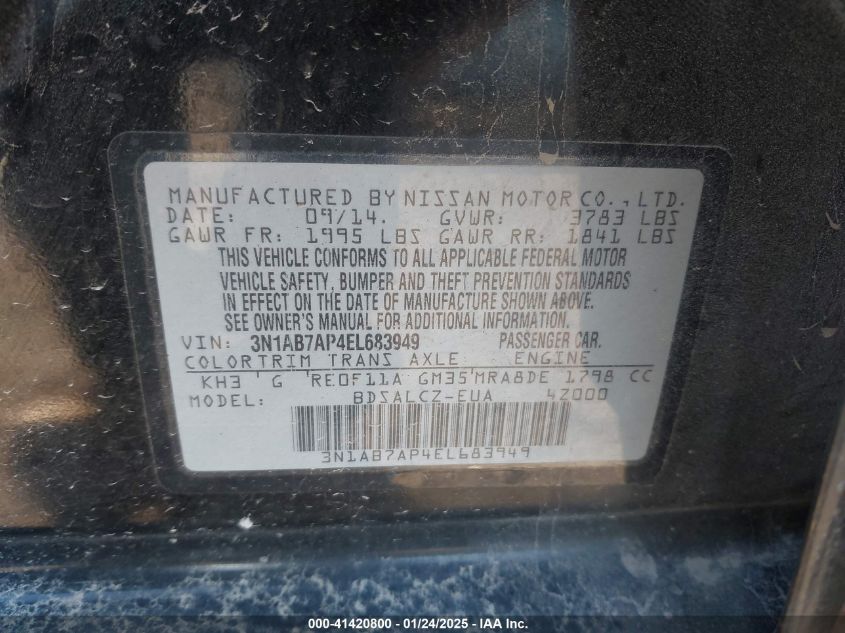 MANUFACTURED BY NISSAN MOTOR CO., LTD.
DATE: 09/14. GVWR: 3783 LBS
GAWR FR: 1995 LBS GAWR RR: 1841 LBS
THIS VEHICLE CONFORMS TO ALL APPLICABLE FEDERAL MOTOR
VEHICLE SAFETY, BUMPER AND THEFT PREVENTION STANDARDS
IN EFFECT ON THE DATE OF MANUFACTURE SHOWN ABOVE.
SEE OWNER'S MANUAL FOR ADDITIONAL INFORMATION.
VIN: 3N1AB7AP4EL683949 PASSENGER CAR.
COLOR TRIM TRANS AXLE ENGINE
KH3 G RE0F11A GM35 MRA8DE 1798 CC
MODEL: BDSALCZ-EUA 4Z000
3N1AB7AP4EL683949
000-41420800 - 01/24/2025 - IAA Inc.